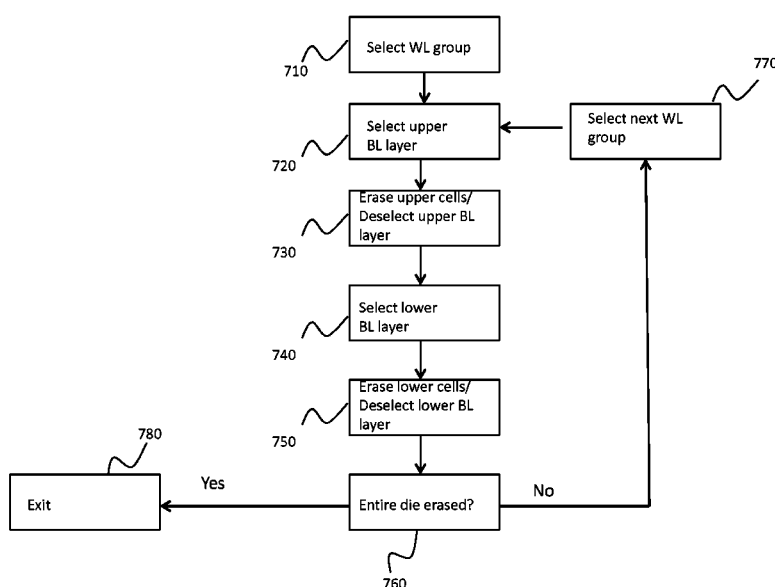 Select WL group
710
770
Select upper
BL layer
720
Select next WL
group
Erase upper cells/
Deselect upper BL
layer
730
Select lower
BL layer
740
Erase lower cells/
Deselect lower BL
layer
750
780
Yes
No
Exit
Entire die erased?
760